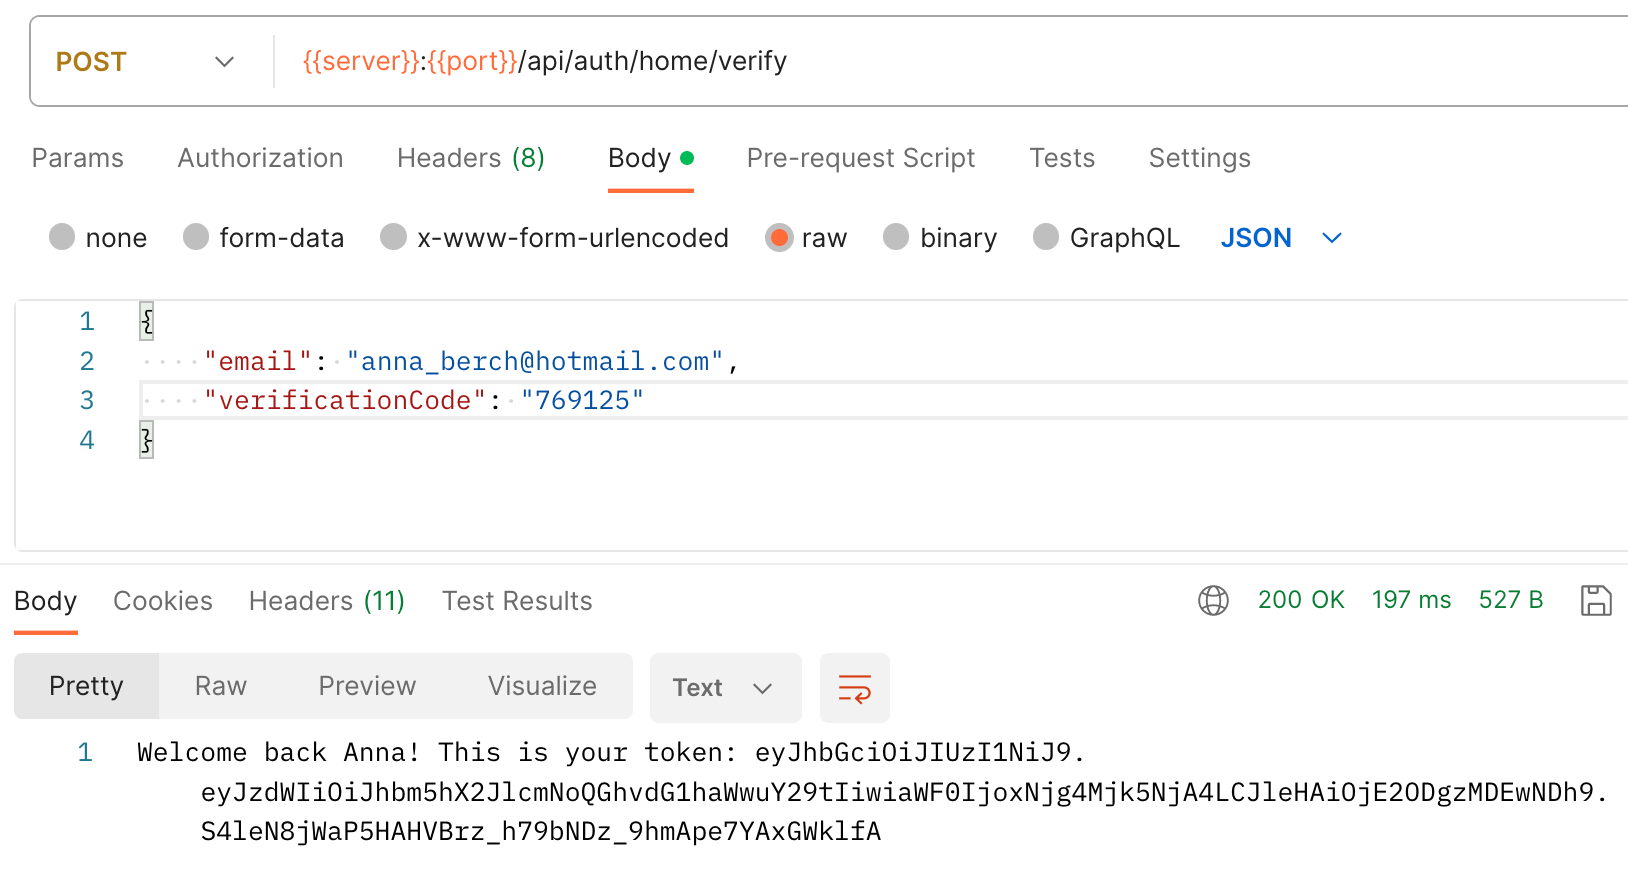 POST {{server}}:{{port}}/api/auth/home/verify
Params Authorization Headers (8) Body Pre-request Script Tests Settings
none form-data x-www-form-urlencoded raw binary GraphQL JSON
1 {
2 "email": "anna_berch@hotmail.com",
3 "verificationCode": "769125"
4 }
Body Cookies Headers (11) Test Results 200 OK 197 ms 527 B
Pretty Raw Preview Visualize Text
1 Welcome back Anna! This is your token: eyJhbGciOiJIUzI1NiJ9.
eyJzdWIiOiJhbm5hX2JlcmNoQGhvdG1haWwuY29tIiwiaWF0IjoxNjg4Mjk5NjA4LCJleHAiOjE2ODgzMDEwNDh9.
S4leN8jWaP5HAHVBrz_h79bNDz_9hmApe7YAxGWklfA